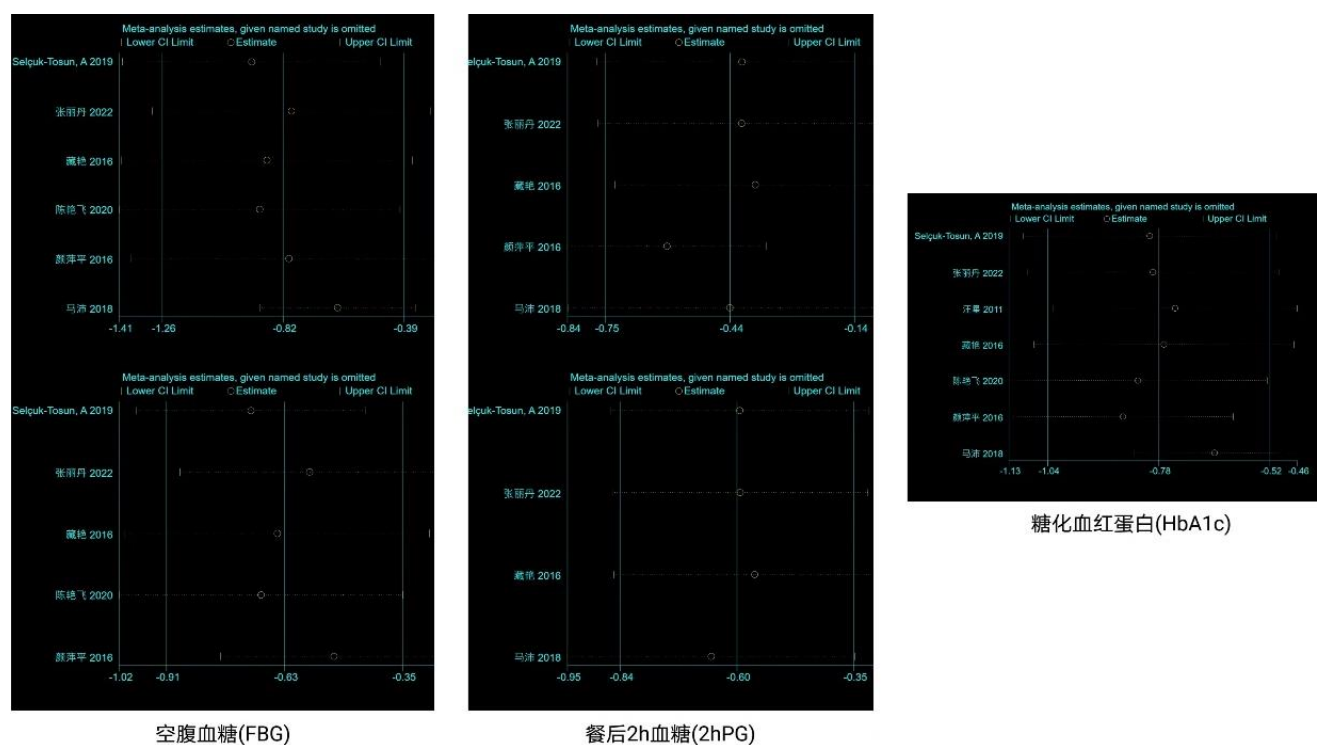 Meta-analysis estimates, given named study is omitted
Lower CI Limit Estimate Upper CI Limit
Selçuk-Tosun, A 2019
张丽丹 2022
藏艳 2016
陈艳飞 2020
颜萍平 2016
马沛 2018
-1.41 -1.26 -0.82 -0.39
Meta-analysis estimates, given named study is omitted
Lower CI Limit Estimate Upper CI Limit
Selçuk-Tosun, A 2019
张丽丹 2022
藏艳 2016
陈艳飞 2020
颜萍平 2016
-1.02 -0.91 -0.63 -0.35
空腹血糖(FBG)
Meta-analysis estimates, given named study is omitted
Lower CI Limit Estimate Upper CI Limit
elçuk-Tosun, A 2019
张丽丹 2022
藏艳 2016
颜萍平 2016
马沛 2018
-0.84 -0.75 -0.44 -0.14
Meta-analysis estimates, given named study is omitted
Lower CI Limit Estimate Upper CI Limit
elçuk-Tosun, A 2019
张丽丹 2022
藏艳 2016
马沛 2018
-0.95 -0.84 -0.60 -0.35
餐后2h血糖(2hPG)
Meta-analysis estimates, given named study is omitted
Lower CI Limit Estimate Upper CI Limit
Selçuk-Tosun, A 2019
张丽丹 2022
2011
藏艳 2016
陈艳飞 2020
颜萍平 2016
马沛 2018
-1.13 -1.04 -0.78 -0.52 -0.46
糖化血红蛋白(HbA1c)